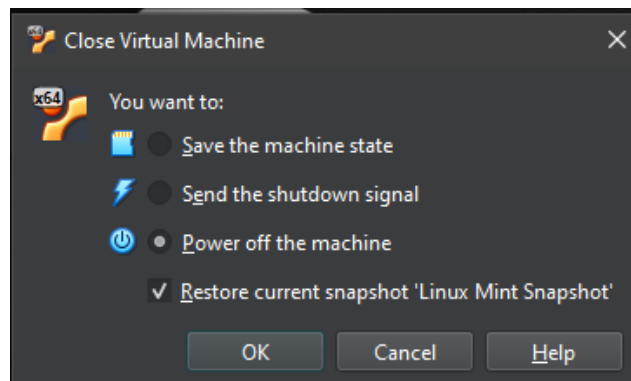 Close Virtual Machine
x64
You want to:
Save the machine state
Send the shutdown signal
Power off the machine
Restore current snapshot 'Linux Mint Snapshot'
OK Cancel Help